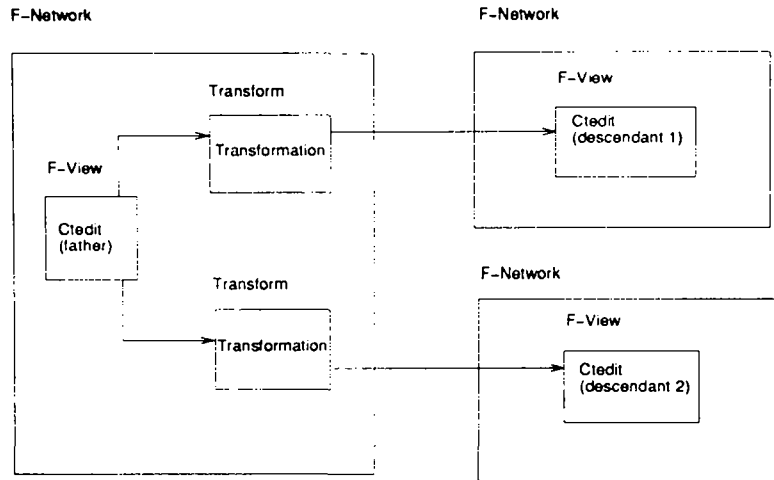 F-Network
F-Network
Transform
F-View
Transformation
Ctedit
(descendant 1)
F-View
Ctedit
(father)
Transform
F-Network
Transformation
F-View
Ctedit
(descendant 2)